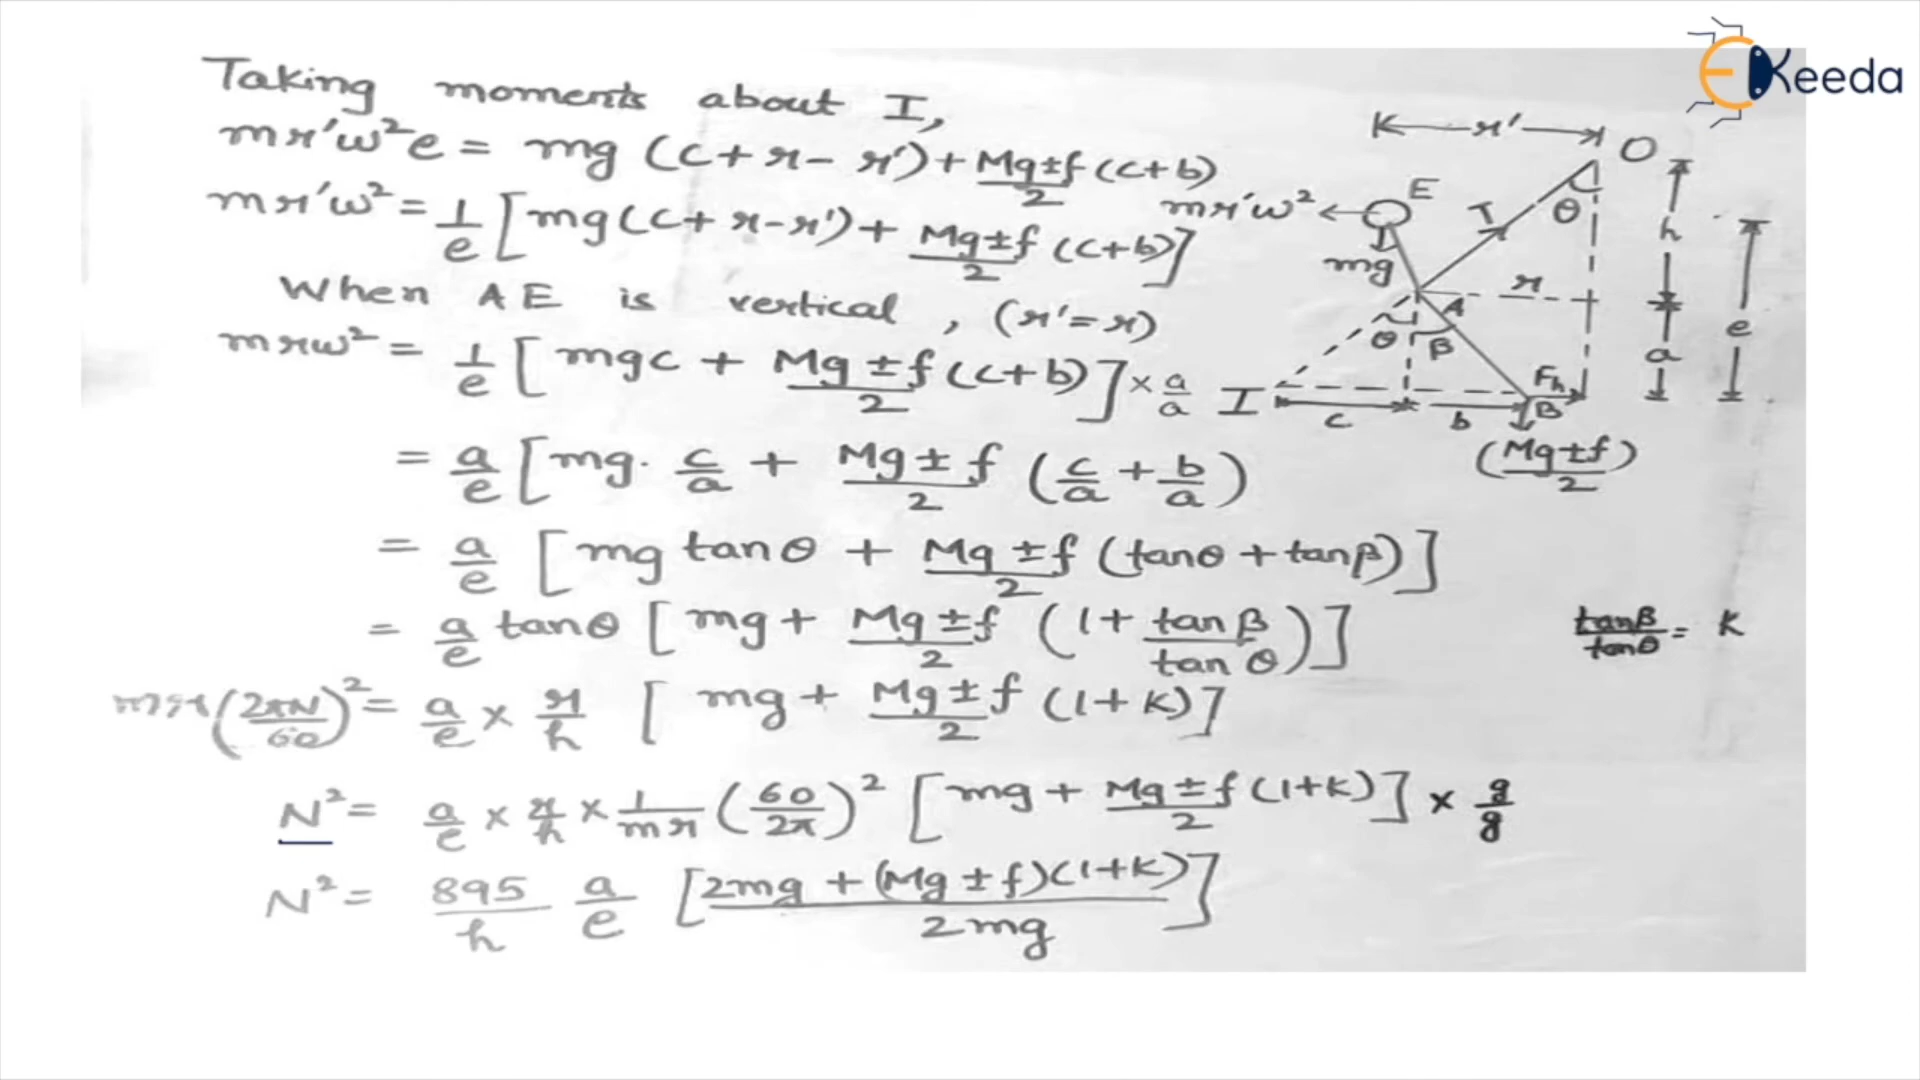 EKeeda
Taking moments about I,
mr'ω²e = mg (c + r - r') + Mg±f/2 (c+b)
mr'ω² = 1/e [mg(c + r - r') + Mg±f/2 (c+b)]
When AE is vertical, (r' = r)
mrω² = 1/e [mgc + Mg ± f/2 (c+b)] × a/a
= a/e [mg. c/a + Mg ± f/2 (c/a + b/a)
= a/e [mg tanθ + Mg ± f/2 (tanθ + tanβ)]
= a/e tanθ [mg + Mg ± f/2 (1 + tanβ/tanθ)]
tanβ/tanθ = K
mr(2πN/60)² = a/e × r/h [mg + Mg ± f/2 (1+K)]
N² = a/e × r/h × 1/mr (60/2π)² [mg + Mg ± f/2 (1+K)] × g/g
N² = 895/h a/e [2mg + (Mg ± f)(1+K)/2mg]
r'
O
E
mr'ω²
T
θ
h
mg
r
A
θ
β
e
a
Fh
I
B
c
b
(Mg±f/2)